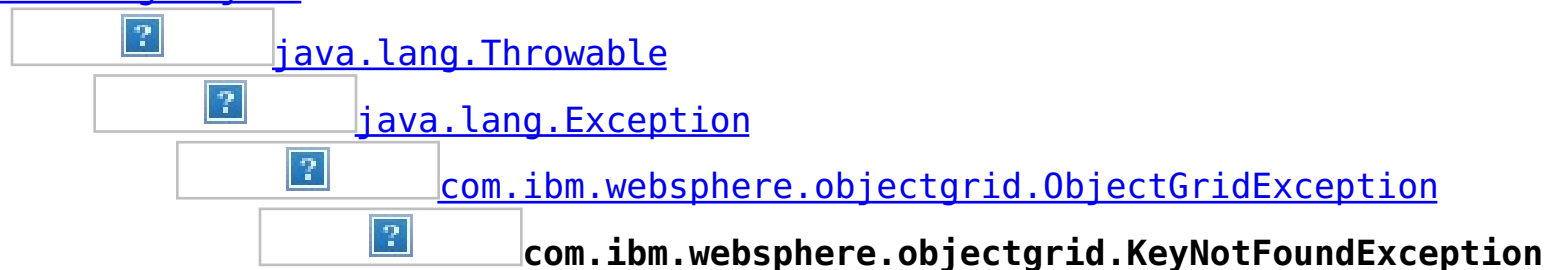 java.lang.Throwable
java.lang.Exception
com.ibm.websphere.objectgrid.ObjectGridException
com.ibm.websphere.objectgrid.KeyNotFoundException